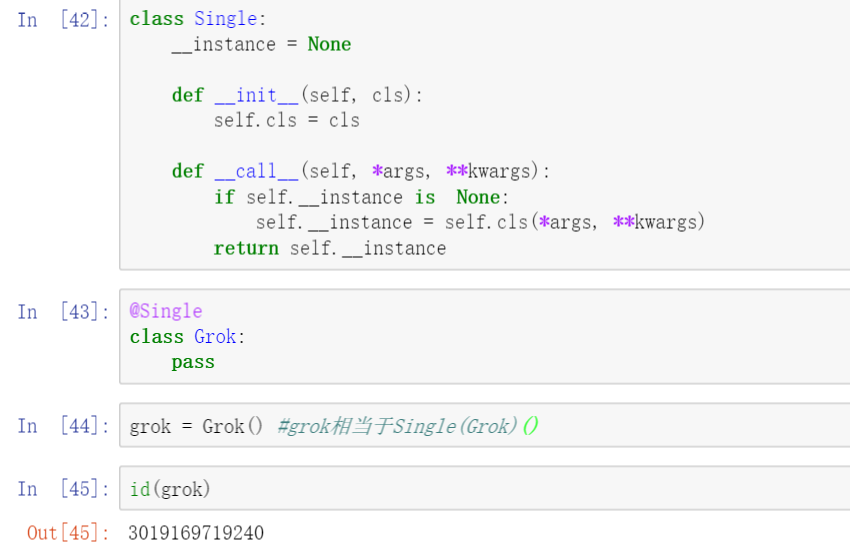 In [42]: class Single:
    __instance = None
    def __init__(self, cls):
        self.cls = cls
    def __call__(self, *args, **kwargs):
        if self.__instance is  None:
            self.__instance = self.cls(*args, **kwargs)
        return self.__instance
In [43]: @Single
class Grok:
    pass
In [44]: grok = Grok() #grok相当于Single(Grok)()
In [45]: id(grok)
Out[45]: 3019169719240